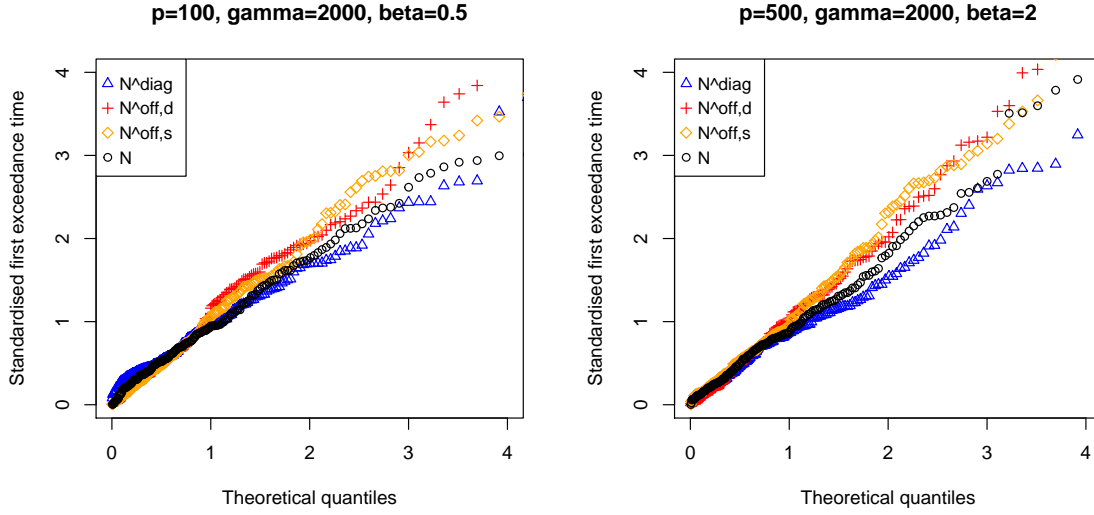 p=100, gamma=2000, beta=0.5
N^diag
N^off,d
N^off,s
N
Standardised first exceedance time
0
1
2
3
4
0 1 2 3 4
Theoretical quantiles
p=500, gamma=2000, beta=2
N^diag
N^off,d
N^off,s
N
Standardised first exceedance time
0
1
2
3
4
0 1 2 3 4
Theoretical quantiles